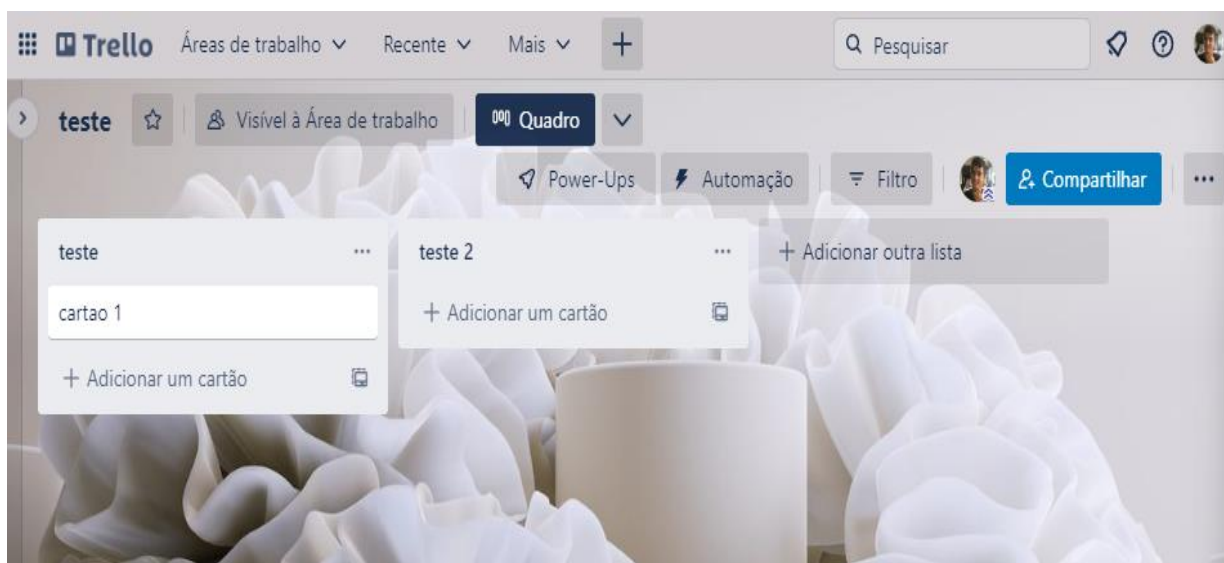 Trello Áreas de trabalho Recente Mais Pesquisar
teste Visível à Área de trabalho Quadro
Power-Ups Automação Filtro Compartilhar
teste teste 2 + Adicionar outra lista
cartao 1 + Adicionar um cartão
+ Adicionar um cartão